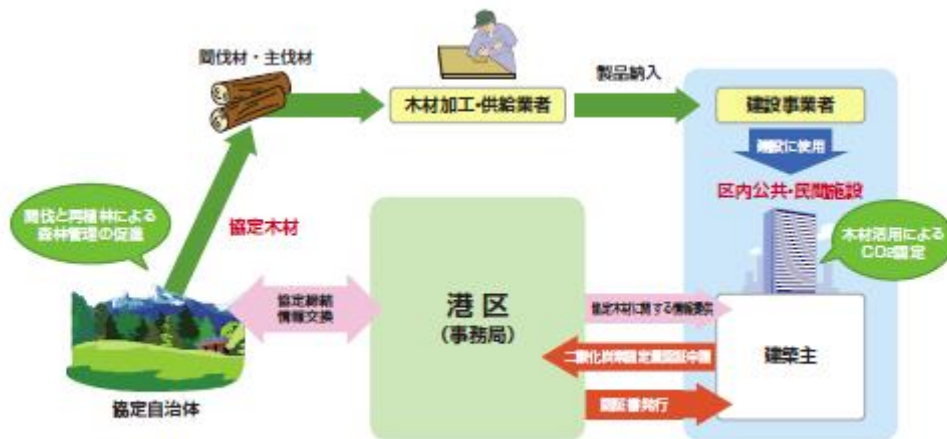 間伐材・主伐材
木材加工・供給業者
製品納入
建設事業者
建設に使用
区内公共・民間施設
間伐と再植林による
森林管理の促進
協定木材
木材活用による
CO2固定
協定締結
情報交換
港区
(事務局)
協定木材に関する情報提供
二酸化炭素固定量認証申請
認証書発行
建築主
協定自治体